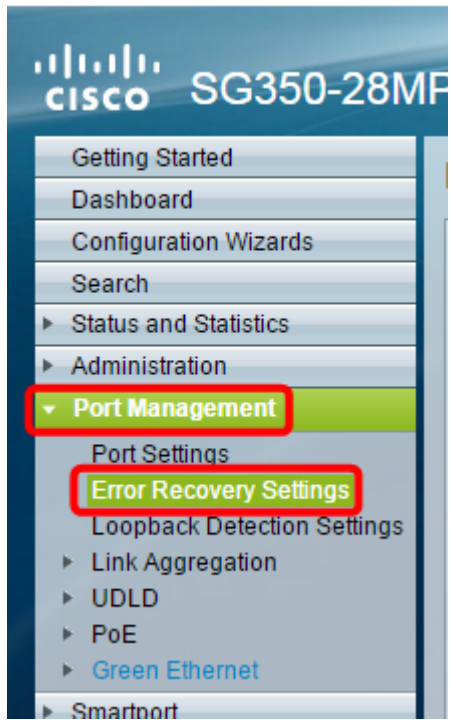 cisco SG350-28MP
Getting Started
Dashboard
Configuration Wizards
Search
Status and Statistics
Administration
Port Management
Port Settings
Error Recovery Settings
Loopback Detection Settings
Link Aggregation
UDLD
PoE
Green Ethernet
Smartport